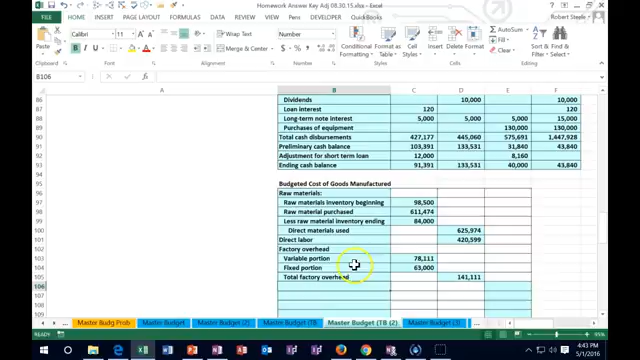 Homework Answer Key Adj 08.30.15.xlsx - Excel
FILE HOME INSERT PAGE LAYOUT FORMULAS DATA REVIEW VIEW Pens DEVELOPER QuickBooks Robert Steele
Calibri 11 General AutoSum
Paste Conditional Format as Cell Insert Delete Format Fill Sort & Find &
Formatting Table Styles Clear Filter Select
Clipboard Font Alignment Number Styles Cells Editing
B106
A B C D E F
86 Dividends 10,000 10,000
87 Loan interest 120 120
88 Long-term note interest 5,000 5,000 5,000 15,000
89 Purchases of equipment 130,000 130,000
90 Total cash disbursements 427,177 445,060 575,691 1,447,928
91 Preliminary cash balance 103,391 133,531 31,840 43,840
92 Adjustment for short term loan 12,000 8,160
93 Ending cash balance 91,391 133,531 40,000 43,840
94
95 Budgeted Cost of Goods Manufactured
96 Raw materials:
97 Raw materials inventory beginning 98,500
98 Raw material purchased 611,474
99 Less raw material inventory ending 84,000
100 Direct materials used 625,974
101 Direct labor 420,599
102 Factory overhead
103 Variable portion 78,111
104 Fixed portion 63,000
105 Total factory overhead 141,111
106
107
108
109
Master Budg Prob Master Budget Master Budget (2) Master Budget (TB Master Budget (TB (2) Master Budget (3)
READY 95%
4:43 PM
5/1/2016